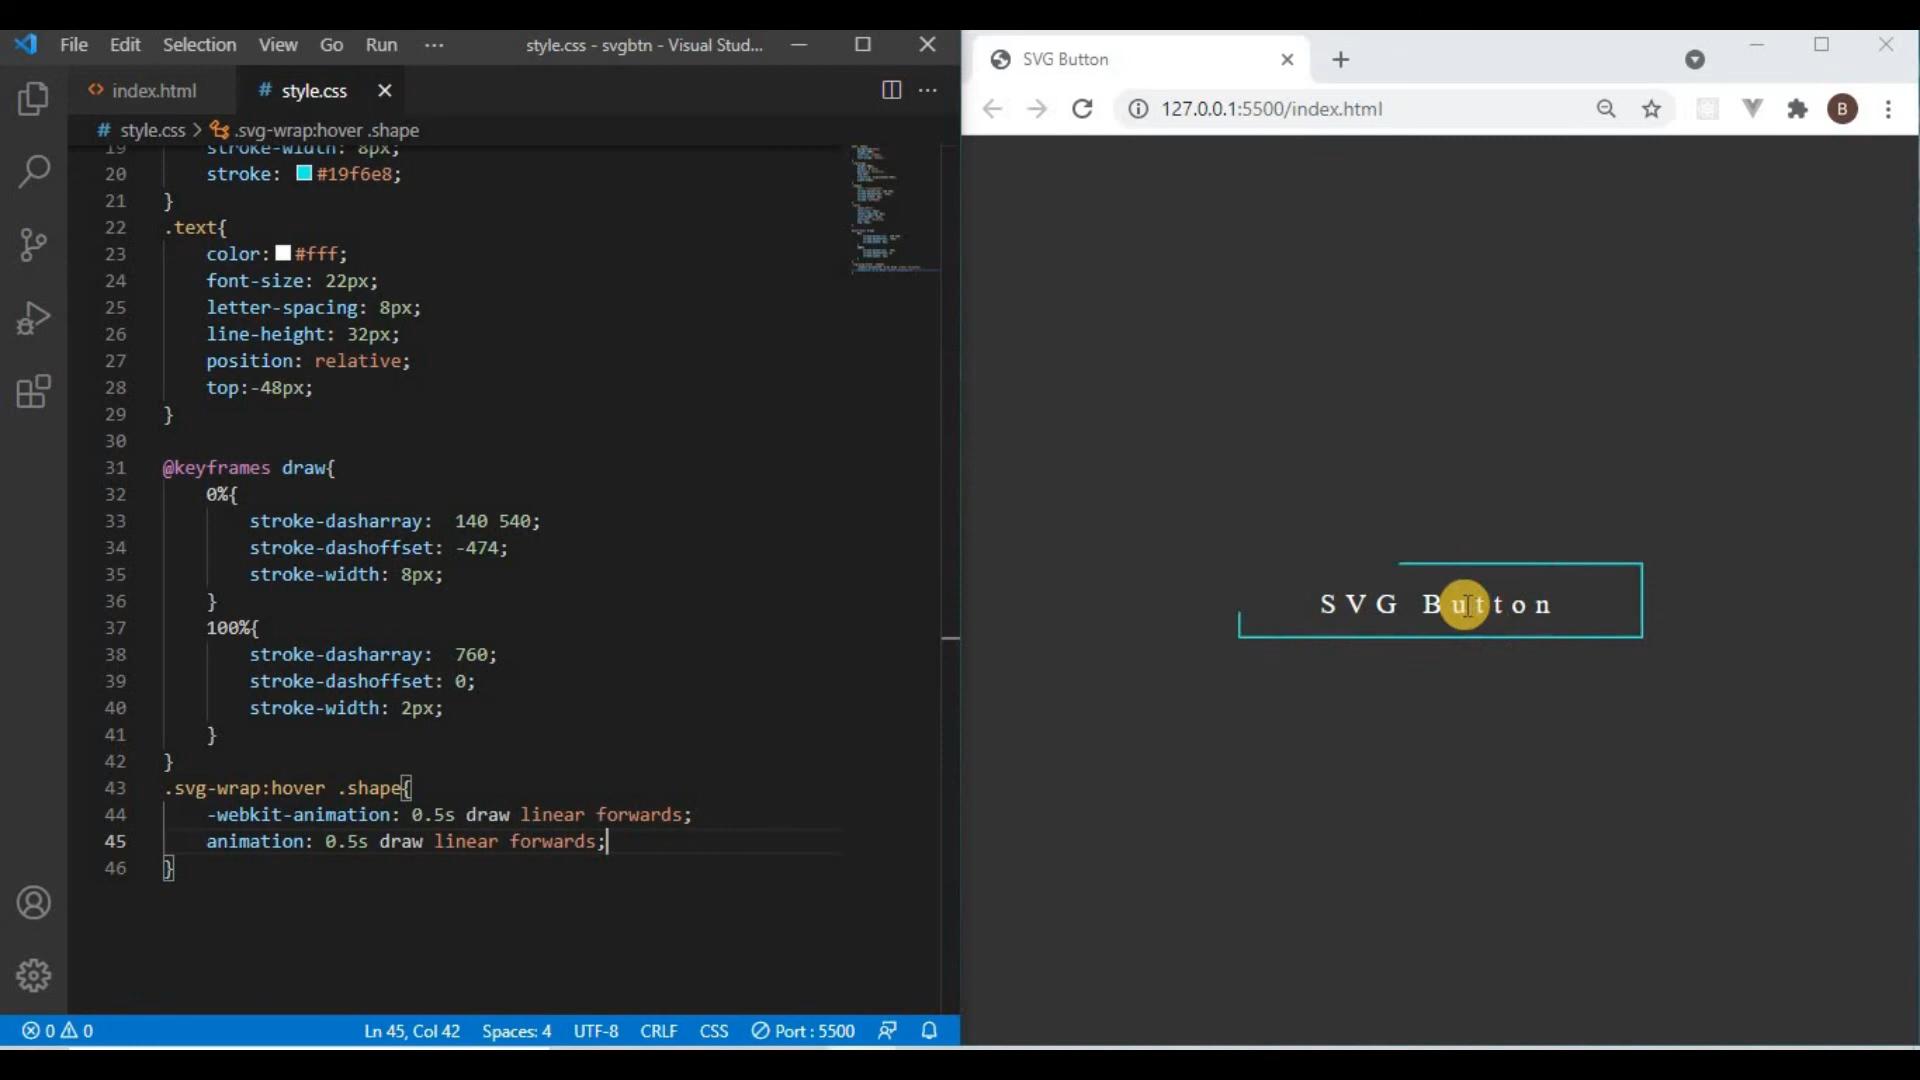 File Edit Selection View Go Run ··· style.css - svgbtn - Visual Stud...
index.html # style.css
# style.css > .svg-wrap:hover .shape
19 stroke-width: 8px;
20 stroke: #19f6e8;
21 }
22 .text{
23 color: #fff;
24 font-size: 22px;
25 letter-spacing: 8px;
26 line-height: 32px;
27 position: relative;
28 top:-48px;
29 }
30
31 @keyframes draw{
32 0%{
33 stroke-dasharray: 140 540;
34 stroke-dashoffset: -474;
35 stroke-width: 8px;
36 }
37 100%{
38 stroke-dasharray: 760;
39 stroke-dashoffset: 0;
40 stroke-width: 2px;
41 }
42 }
43 .svg-wrap:hover .shape{
44 -webkit-animation: 0.5s draw linear forwards;
45 animation: 0.5s draw linear forwards;
46 }
0 0 Ln 45, Col 42 Spaces: 4 UTF-8 CRLF CSS Port : 5500
SVG Button
127.0.0.1:5500/index.html B
SVG Button